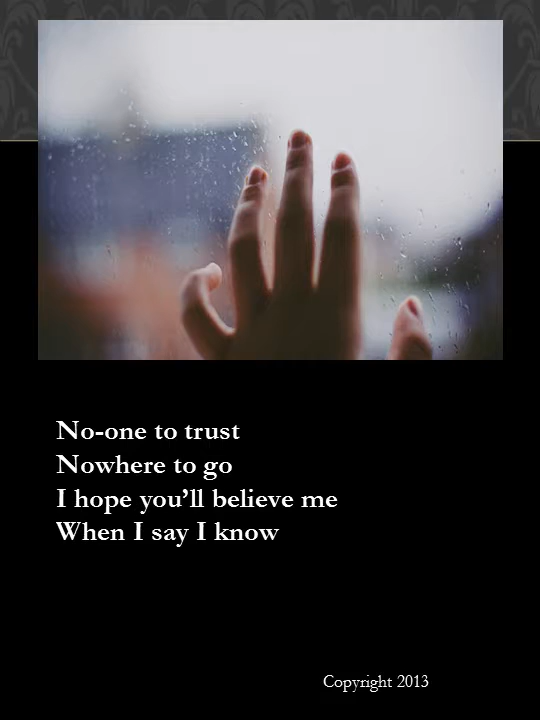 No-one to trust
Nowhere to go
I hope you’ll believe me
When I say I know
Copyright 2013